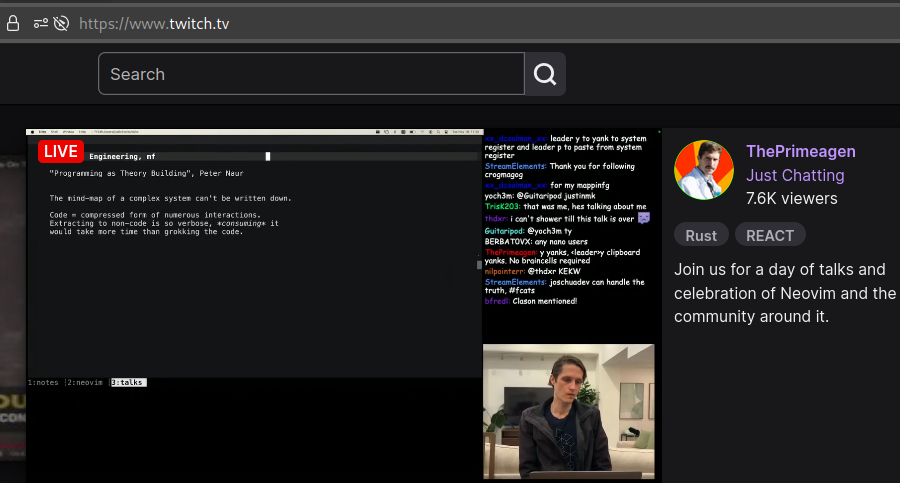 https://www.twitch.tv
Search
LIVE
Engineering, mf
"Programming as Theory Building", Peter Naur
The mind-map of a complex system can't be written down.
Code = compressed form of numerous interactions.
Extracting to non-code is so verbose, *consuming* it
would take more time than grokking the code.
1:notes |2:neovim |3:talks
leader y to yank to system
register and leader p to paste from system
register
StreamElements: Thank you for following
crogmagog
for my mappinfg
yoch3m: @Guitaripod justinmk
Trisk203: that was me, hes talking about me
thdxr: i can't shower till this talk is over
Guitaripod: @yoch3m ty
BERBATOVX: any nano users
ThePrimeagen: y yanks, <leader>y clipboard
yanks. No braincells required
nilpointerr: @thdxr KEKW
StreamElements: joschuadev can handle the
truth, #fcats
bfredl: Clason mentioned!
ThePrimeagen
Just Chatting
7.6K viewers
Rust REACT
Join us for a day of talks and
celebration of Neovim and the
community around it.